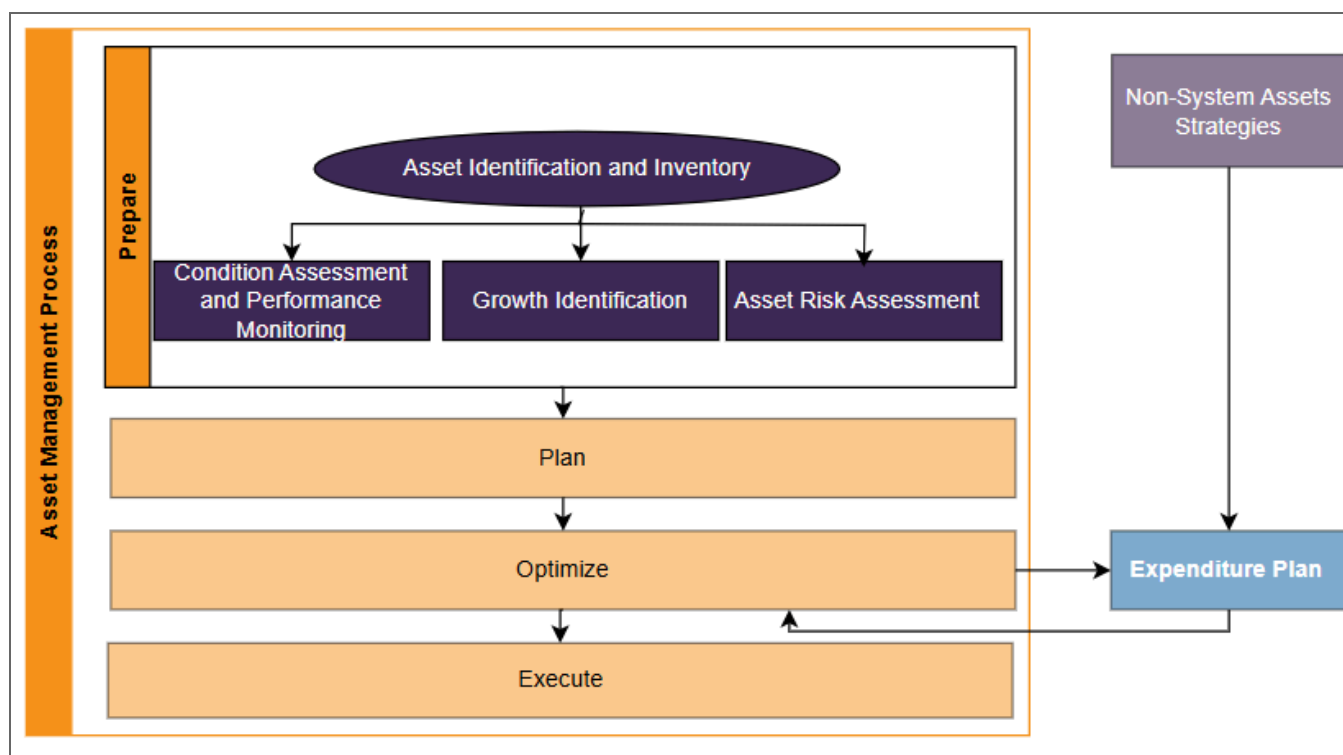 Asset Management Process
Prepare
Asset Identification and Inventory
Condition Assessment
and Performance
Monitoring
Growth Identification
Asset Risk Assessment
Plan
Optimize
Execute
Non-System Assets
Strategies
Expenditure Plan